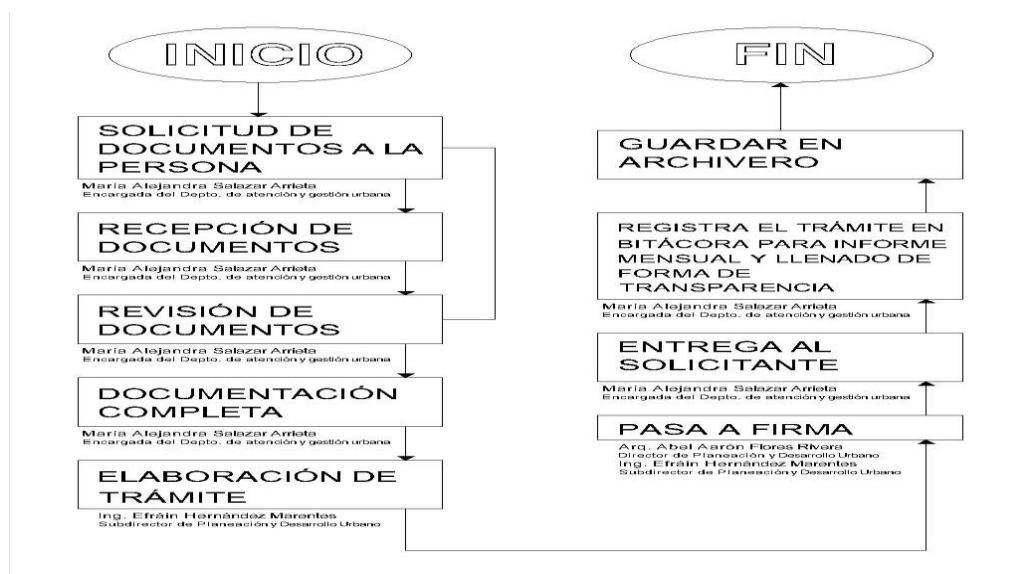 INICIO
SOLICITUD DE
DOCUMENTOS A LA
PERSONA
María Alejandra Salazar Arrieta
Encargada del Depto. de atención y gestión urbana
RECEPCIÓN DE
DOCUMENTOS
María Alejandra Salazar Arrieta
Encargada del Depto. de atención y gestión urbana
REVISIÓN DE
DOCUMENTOS
María Alejandra Salazar Arrieta
Encargada del Depto. de atención y gestión urbana
DOCUMENTACIÓN
COMPLETA
María Alejandra Salazar Arrieta
Encargada del Depto. de atención y gestión urbana
ELABORACIÓN DE
TRÁMITE
Ing. Efráin Hernández Marentes
Subdirector de Planeación y Desarrollo Urbano
FIN
GUARDAR EN
ARCHIVERO
REGISTRA EL TRÁMITE EN
BITÁCORA PARA INFORME
MENSUAL Y LLENADO DE
FORMA DE
TRANSPARENCIA
María Alejandra Salazar Arrieta
Encargada del Depto. de atención y gestión urbana
ENTREGA AL
SOLICITANTE
María Alejandra Salazar Arrieta
Encargada del Depto. de atención y gestión urbana
PASA A FIRMA
Arq. Abel Aarón Flores Rivera
Director de Planeación y Desarrollo Urbano
Ing. Efráin Hernández Marentes
Subdirector de Planeación y Desarrollo Urbano